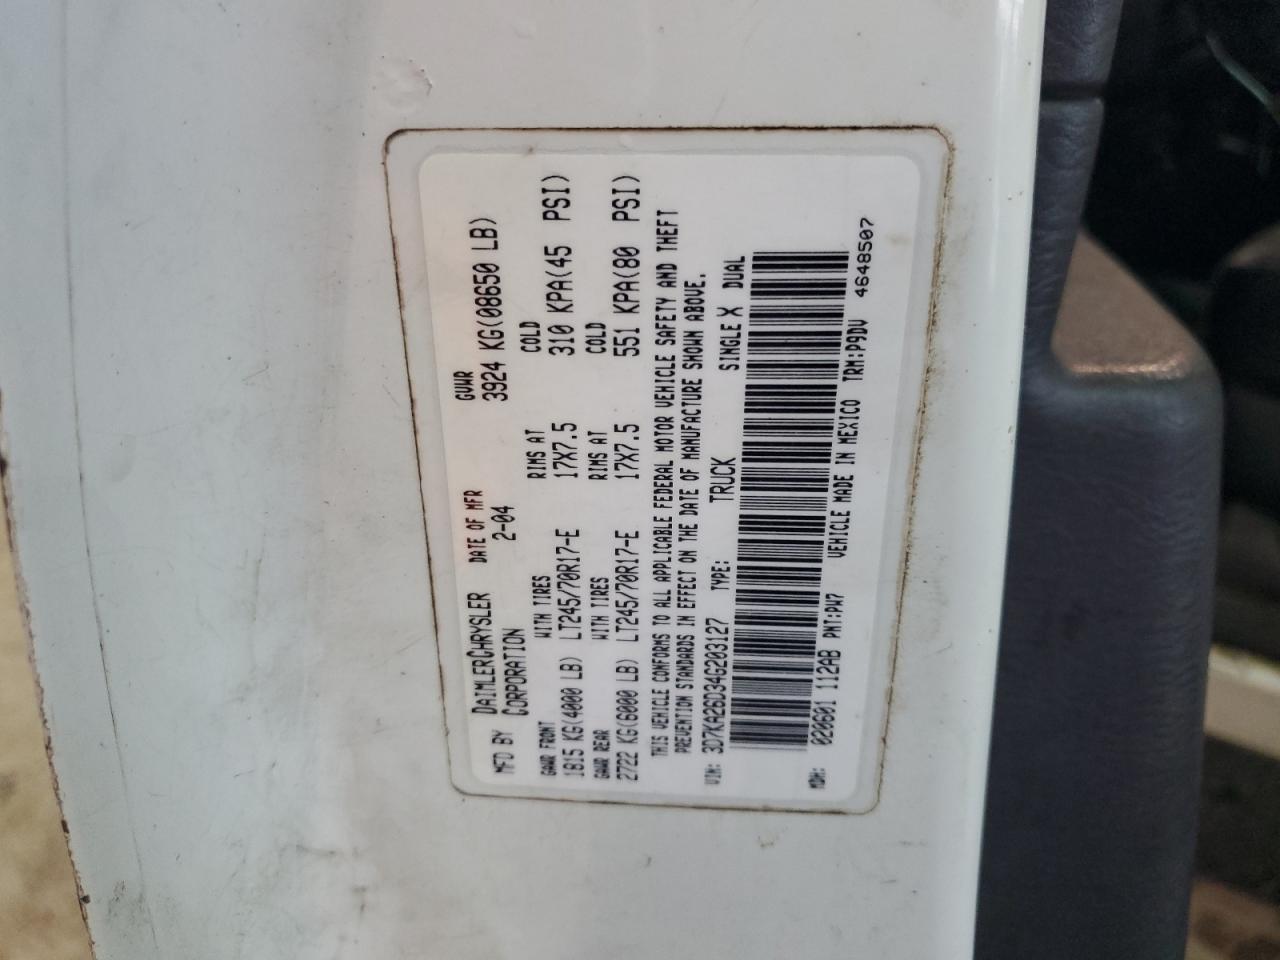 MFD BY DAIMLERCHRYSLER CORPORATION DATE OF MFR 2-04 GVWR 3924 KG(08650 LB)
GAWR FRONT WITH TIRES RIMS AT COLD
1815 KG(4000 LB) LT245/70R17-E 17X7.5 310 KPA(45 PSI)
GAWR REAR WITH TIRES RIMS AT COLD
2722 KG(6000 LB) LT245/70R17-E 17X7.5 551 KPA(80 PSI)
THIS VEHICLE CONFORMS TO ALL APPLICABLE FEDERAL MOTOR VEHICLE SAFETY AND THEFT
PREVENTION STANDARDS IN EFFECT ON THE DATE OF MANUFACTURE SHOWN ABOVE.
VIN: 3D7KA26D34G203127 TYPE: TRUCK SINGLE X DUAL
MDH: 020601 112AB PNT:PW7 VEHICLE MADE IN MEXICO TRM:P9DV
4648507